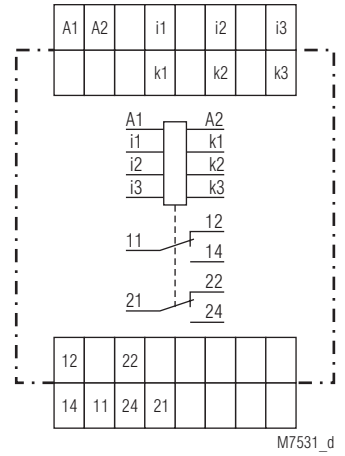 A1 A2 i1 i2 i3
k1 k2 k3
A1 A2
i1 k1
i2 k2
i3 k3
12
11
14
22
21
24
12 22
14 11 24 21
M7531_d